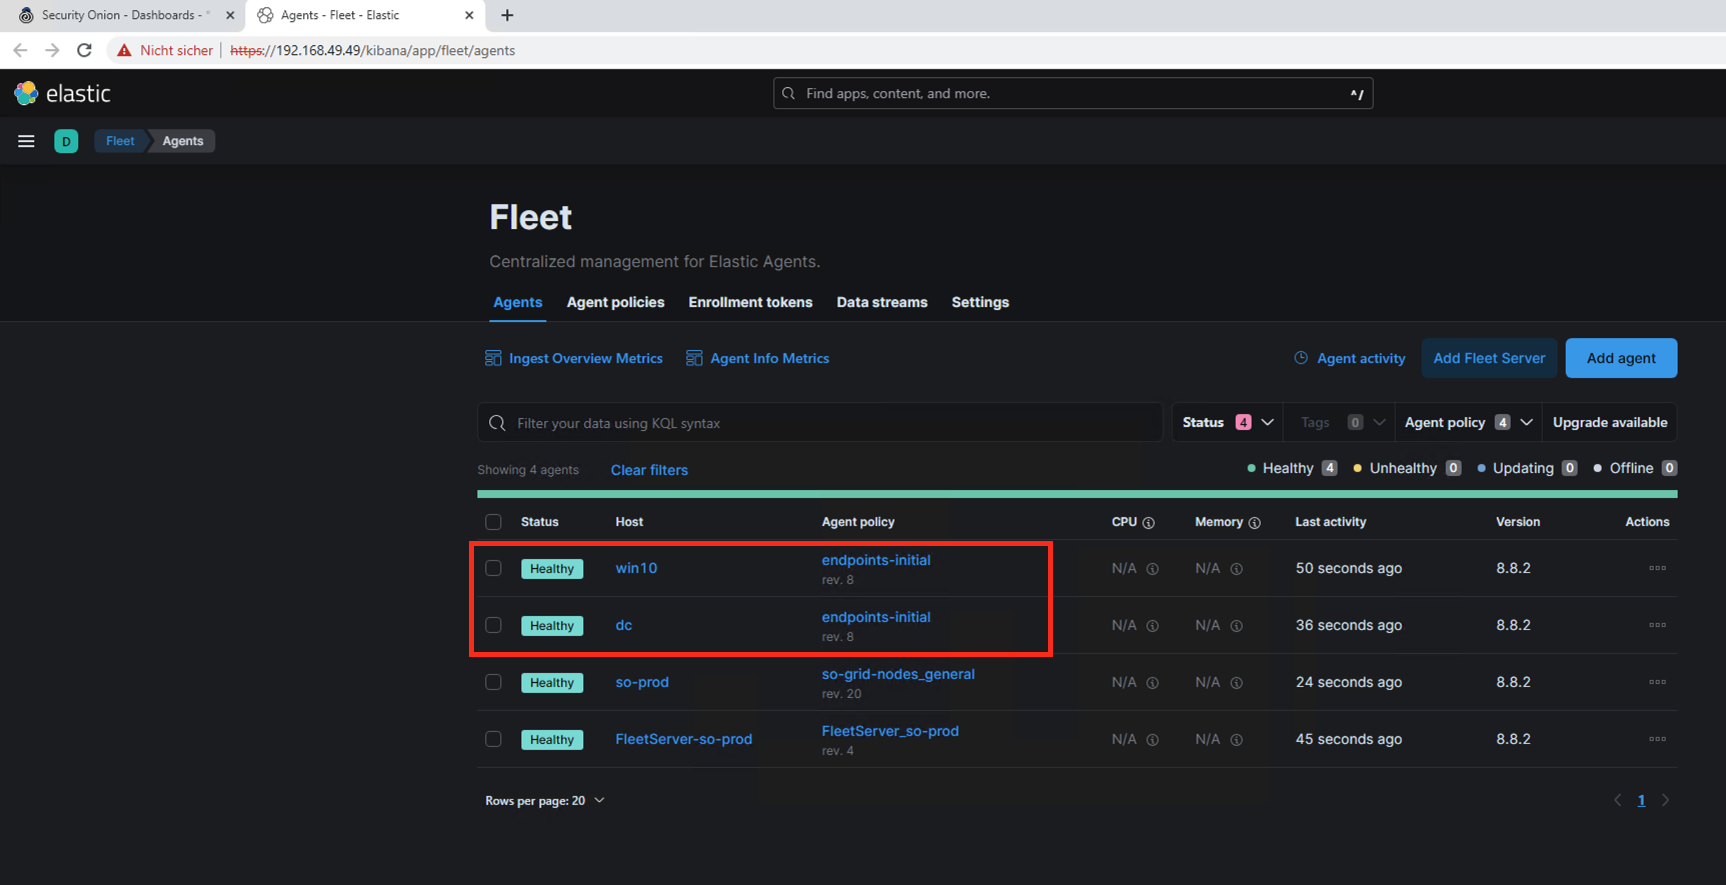 Security Onion - Dashboards -
Agents - Fleet - Elastic
Nicht sicher | https://192.168.49.49/kibana/app/fleet/agents
elastic
Find apps, content, and more.
^/
D
Fleet
Agents
Fleet
Centralized management for Elastic Agents.
Agents Agent policies Enrollment tokens Data streams Settings
Ingest Overview Metrics Agent Info Metrics Agent activity Add Fleet Server Add agent
Filter your data using KQL syntax Status 4 Tags 0 Agent policy 4 Upgrade available
Showing 4 agents Clear filters Healthy 4 Unhealthy 0 Updating 0 Offline 0
Status Host Agent policy CPU Memory Last activity Version Actions
Healthy win10 endpoints-initial N/A N/A 50 seconds ago 8.8.2
rev. 8
Healthy dc endpoints-initial N/A N/A 36 seconds ago 8.8.2
rev. 8
Healthy so-prod so-grid-nodes_general N/A N/A 24 seconds ago 8.8.2
rev. 20
Healthy FleetServer-so-prod FleetServer_so-prod N/A N/A 45 seconds ago 8.8.2
rev. 4
Rows per page: 20 1